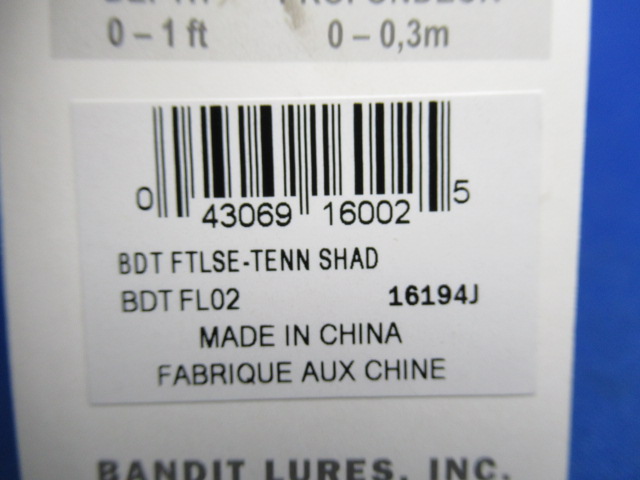 0 – 1 ft 0 – 0,3m
0 43069 16002 5
BDT FTLSE-TENN SHAD
BDT FL02 16194J
MADE IN CHINA
FABRIQUE AUX CHINE
BANDIT LURES, INC.